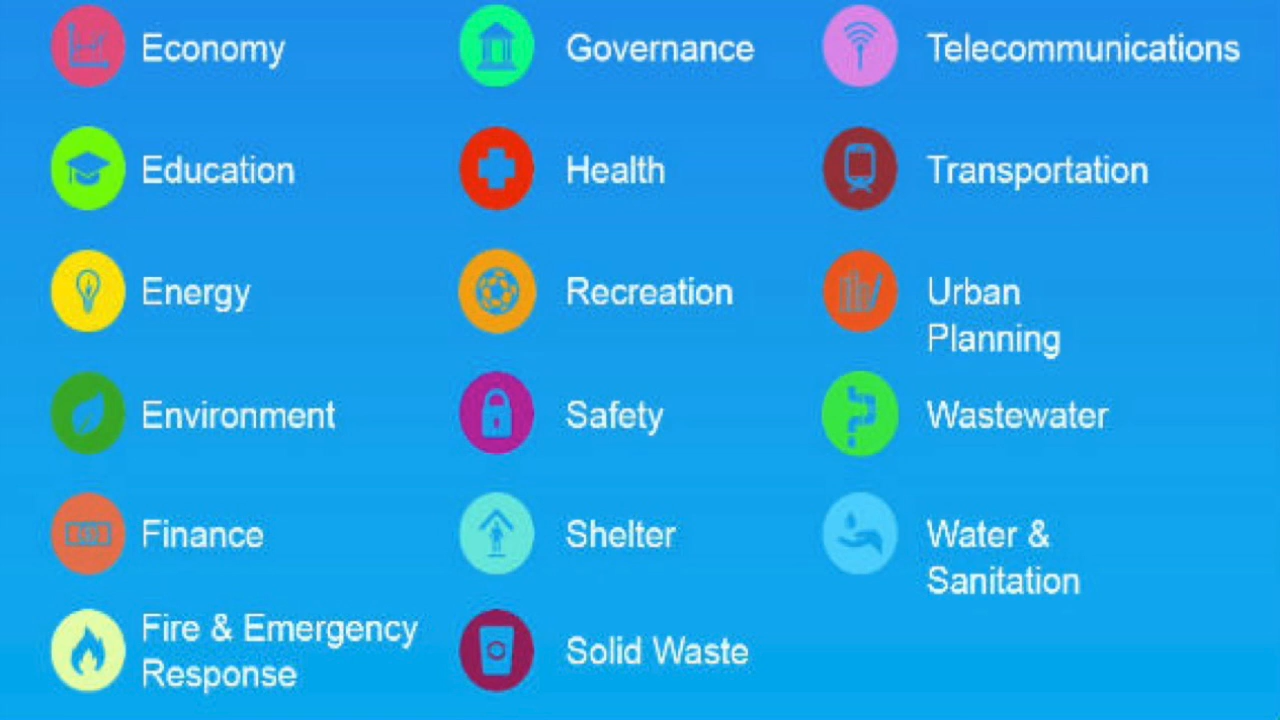 Economy
Education
Energy
Environment
Finance
Fire & Emergency
Response
Governance
Health
Recreation
Safety
Shelter
Solid Waste
Telecommunications
Transportation
Urban
Planning
Wastewater
Water &
Sanitation